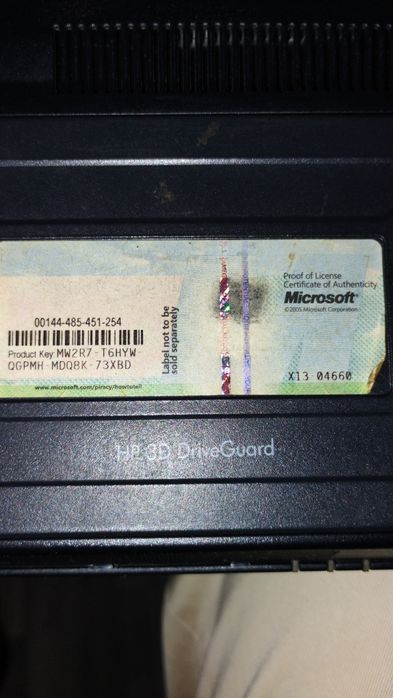 Proof of License
Certificate of Authenticity
Microsoft®
©2005 Microsoft Corporation
00144-485-451-254
Product Key: MW2R7-T6HYW-
QGPMH-MDQ8K-73XBD
www.microsoft.com/piracy/howtotell
Label not to be
sold separately
X13 04660
HP 3D DriveGuard